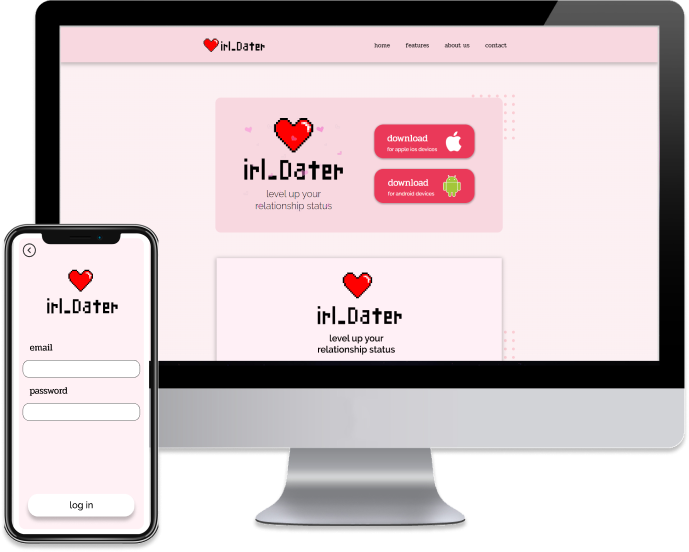 irl_Dater
home features about us contact
irl_Dater
level up your
relationship status
download
for apple ios devices
download
for android devices
irl_Dater
level up your
relationship status
irl_Dater
email
password
log in